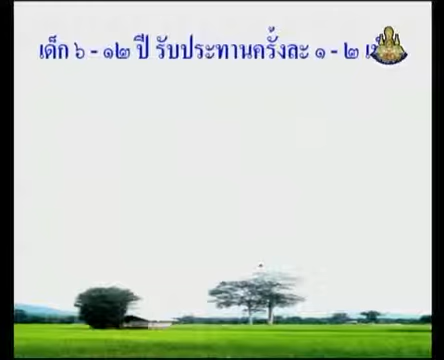 เด็ก ๖ - ๑๒ ปี รับประทานครั้งละ ๑ - ๒